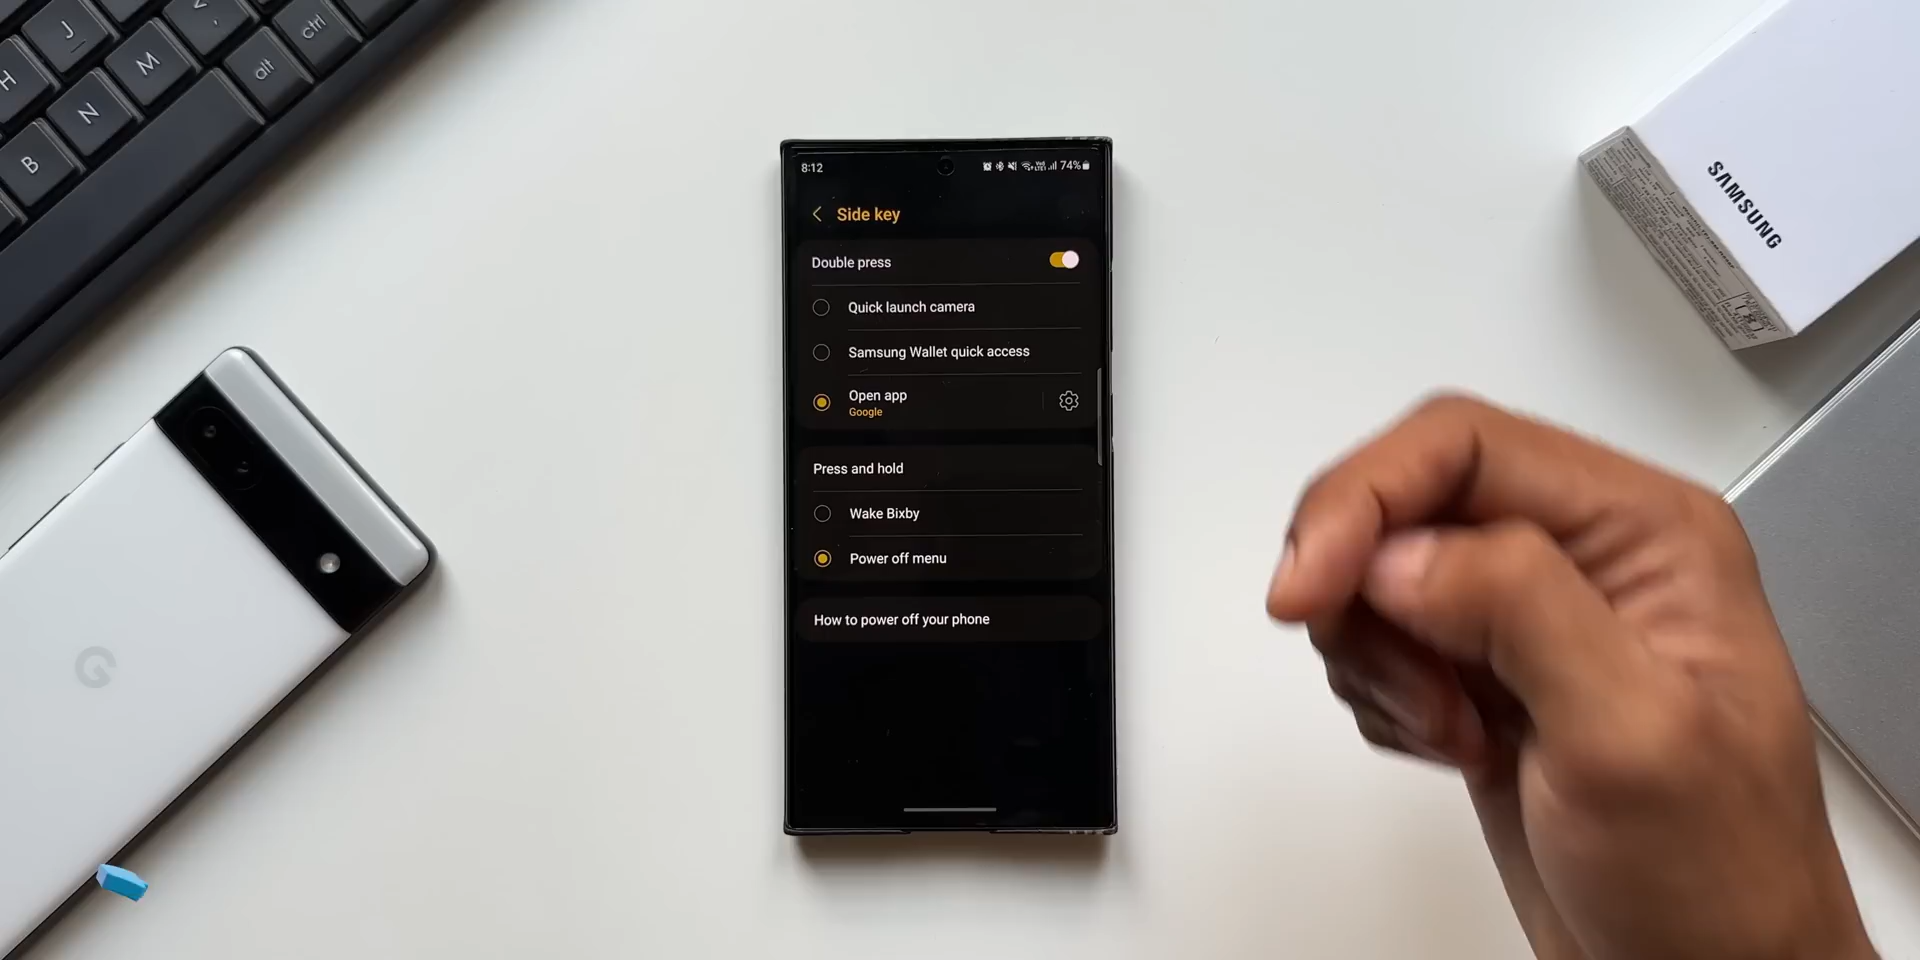 J
H
M
N
B
alt
ctrl
8:12
74%
Side key
Double press
Quick launch camera
Samsung Wallet quick access
Open app
Google
Press and hold
Wake Bixby
Power off menu
How to power off your phone
SAMSUNG
G